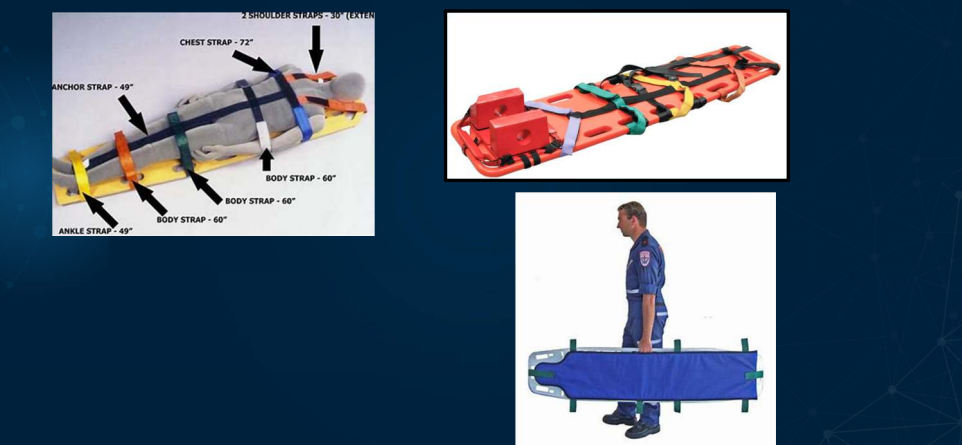 2 SHOULDER STRAPS - 30" (EXTEN
CHEST STRAP - 72"
ANCHOR STRAP - 49"
BODY STRAP - 60"
BODY STRAP - 60"
BODY STRAP - 60"
ANKLE STRAP - 49"